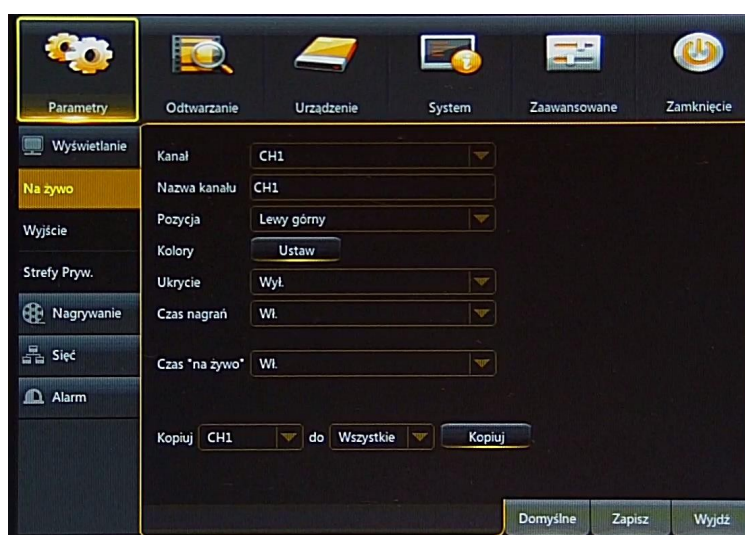 Parametry Odtwarzanie Urządzenie System Zaawansowane Zamknięcie
Wyświetlanie
Na żywo
Wyjście
Strefy Pryw.
Nagrywanie
Sięć
Alarm
Kanał CH1
Nazwa kanału CH1
Pozycja Lewy górny
Kolory Ustaw
Ukrycie Wył.
Czas nagrań Wł.
Czas "na żywo" Wł.
Kopiuj CH1 do Wszystkie Kopiuj
Domyślne Zapisz Wyjdź